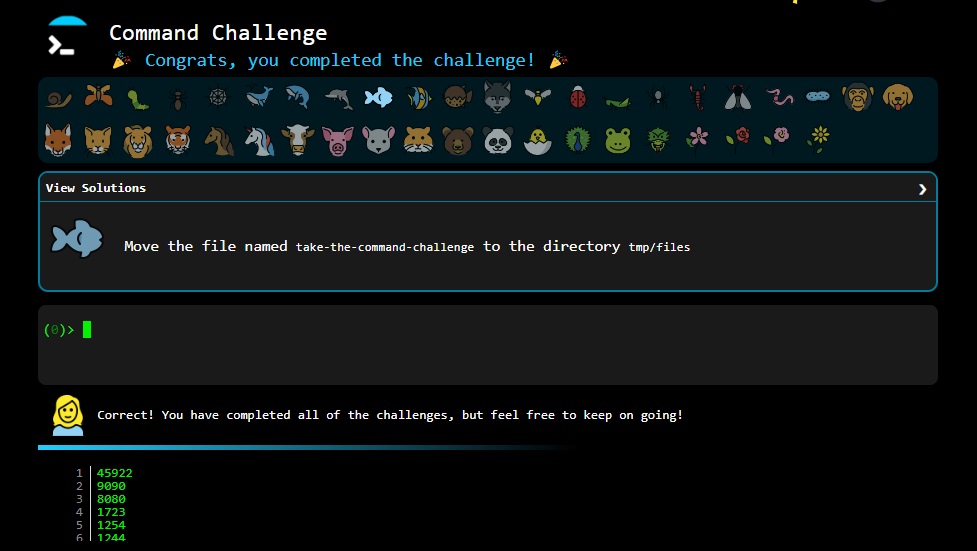 Command Challenge
Congrats, you completed the challenge!
View Solutions
Move the file named take-the-command-challenge to the directory tmp/files
(0)>
Correct! You have completed all of the challenges, but feel free to keep on going!
1 45922
2 9090
3 8080
4 1723
5 1254
6 1244